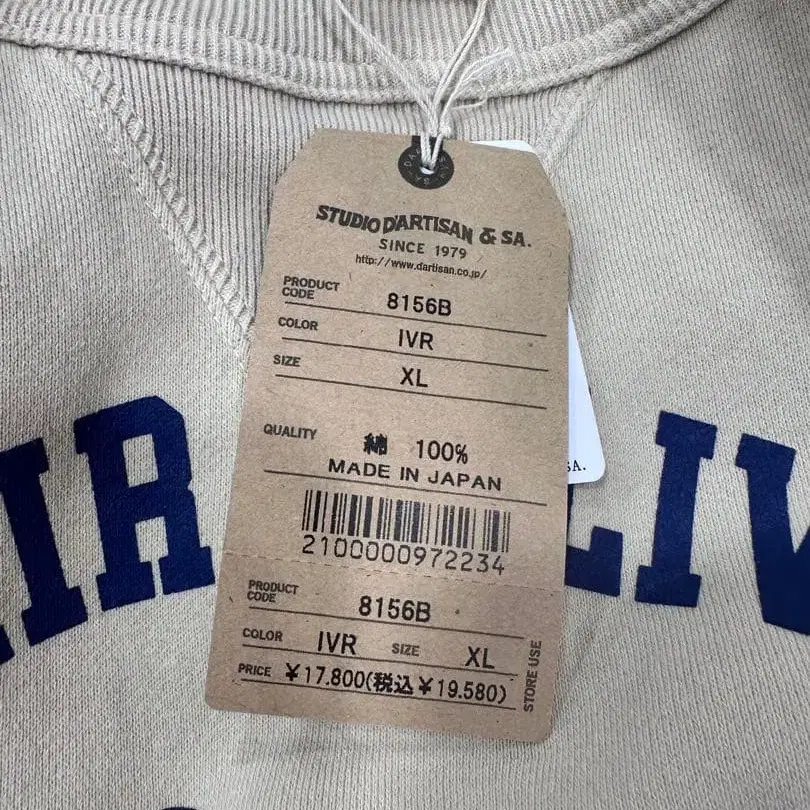 STUDIO D'ARTISAN & SA.
SINCE 1979
http://www.dartisan.co.jp/
PRODUCT CODE 8156B
COLOR IVR
SIZE XL
QUALITY 綿 100%
MADE IN JAPAN
2100000972234
PRODUCT CODE 8156B
COLOR IVR SIZE XL
PRICE ¥17.800(税込¥19.580)
STORE USE
SA.
IR LIV